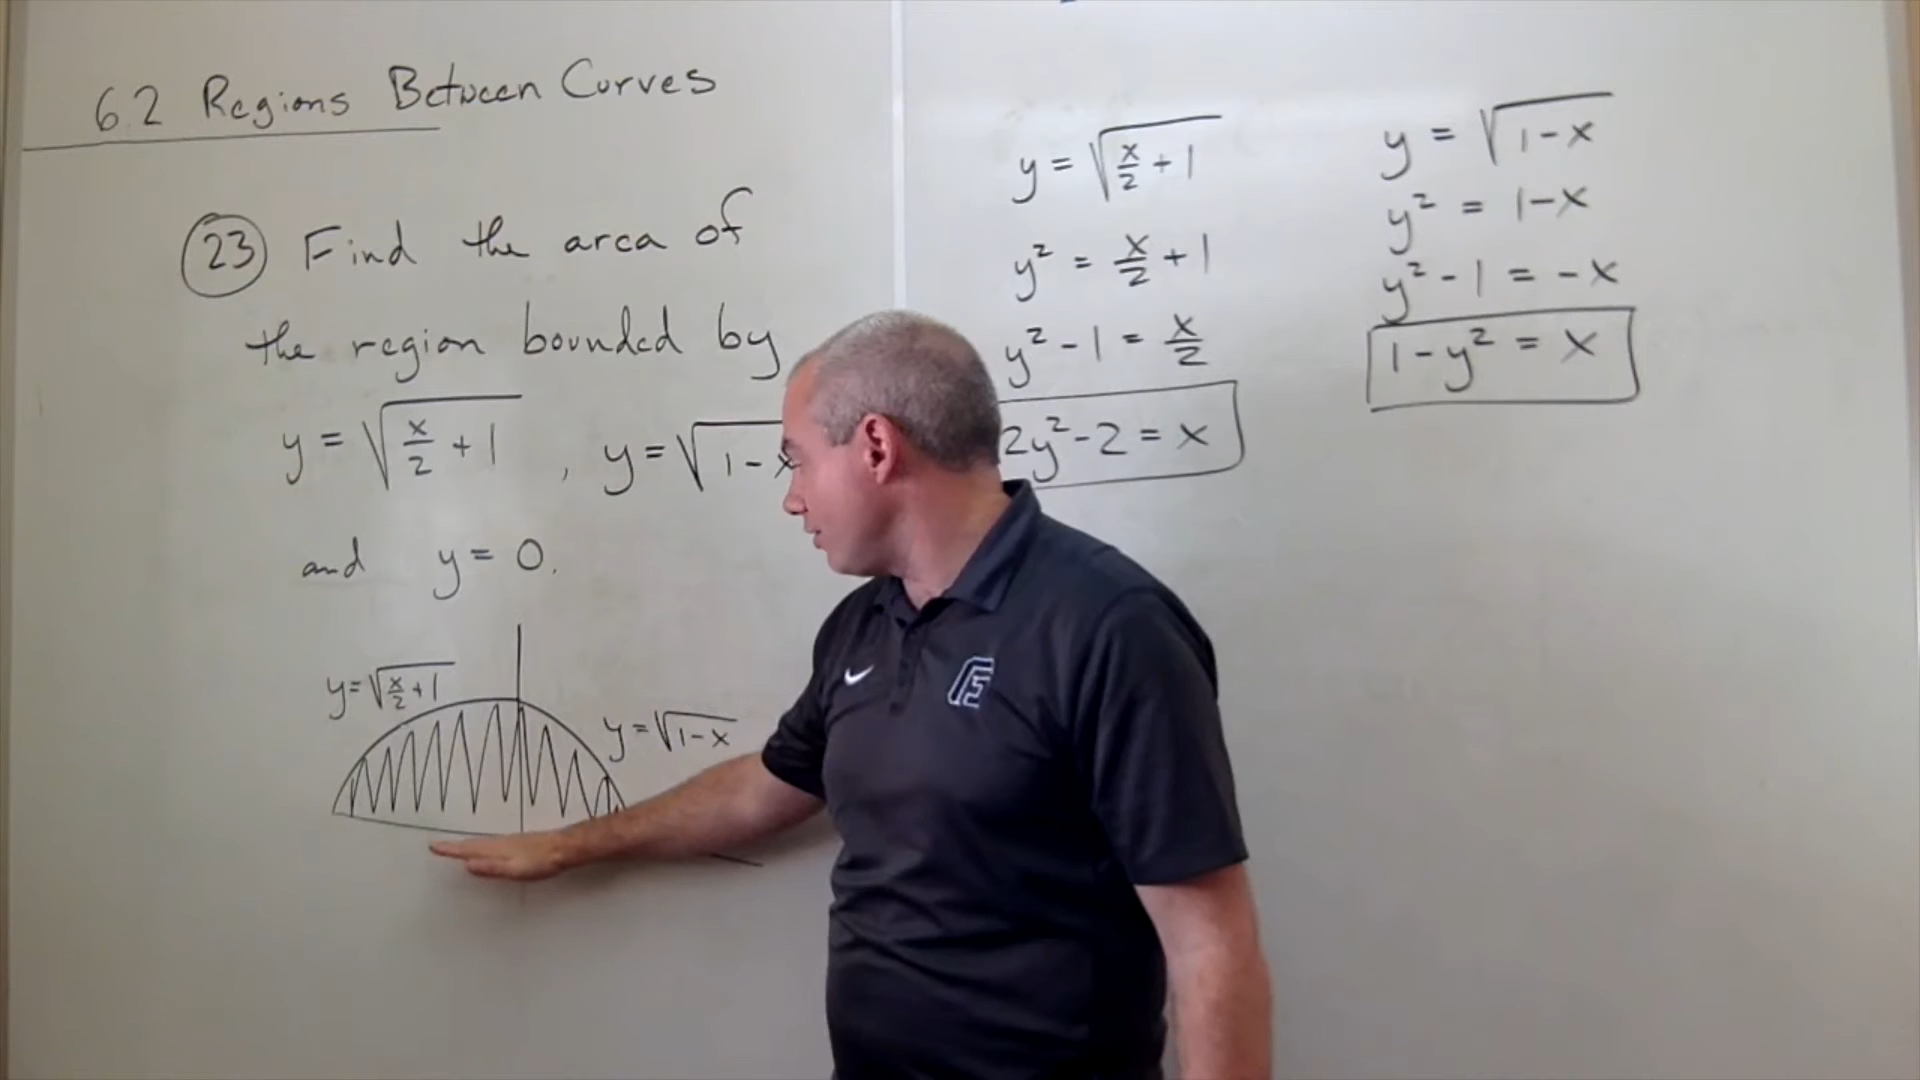 6.2 Regions Between Curves
23 Find the area of
the region bounded by
y = √(x/2 + 1) , y = √(1 - x
and y = 0.
y = √(x/2 + 1)
y = √(1-x)
y = √(x/2 + 1)
y² = x/2 + 1
y² - 1 = x/2
2y² - 2 = x
y = √(1-x)
y² = 1-x
y² - 1 = -x
1 - y² = x